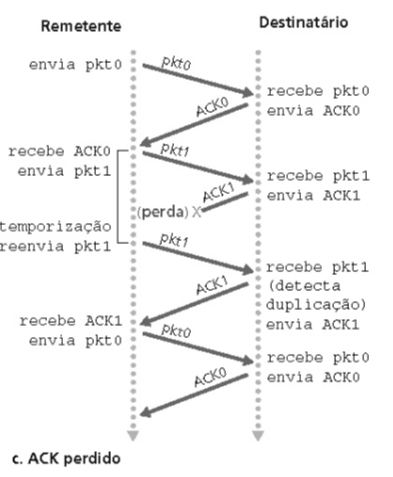 Remetente
Destinatário
envia pkt0
pkt0
recebe pkt0
envia ACK0
ACK0
recebe ACK0
envia pkt1
pkt1
recebe pkt1
envia ACK1
ACK1
(perda) X
temporização
reenvia pkt1
pkt1
recebe pkt1
(detecta
duplicação)
envia ACK1
ACK1
recebe ACK1
envia pkt0
pkt0
recebe pkt0
envia ACK0
ACK0
c. ACK perdido